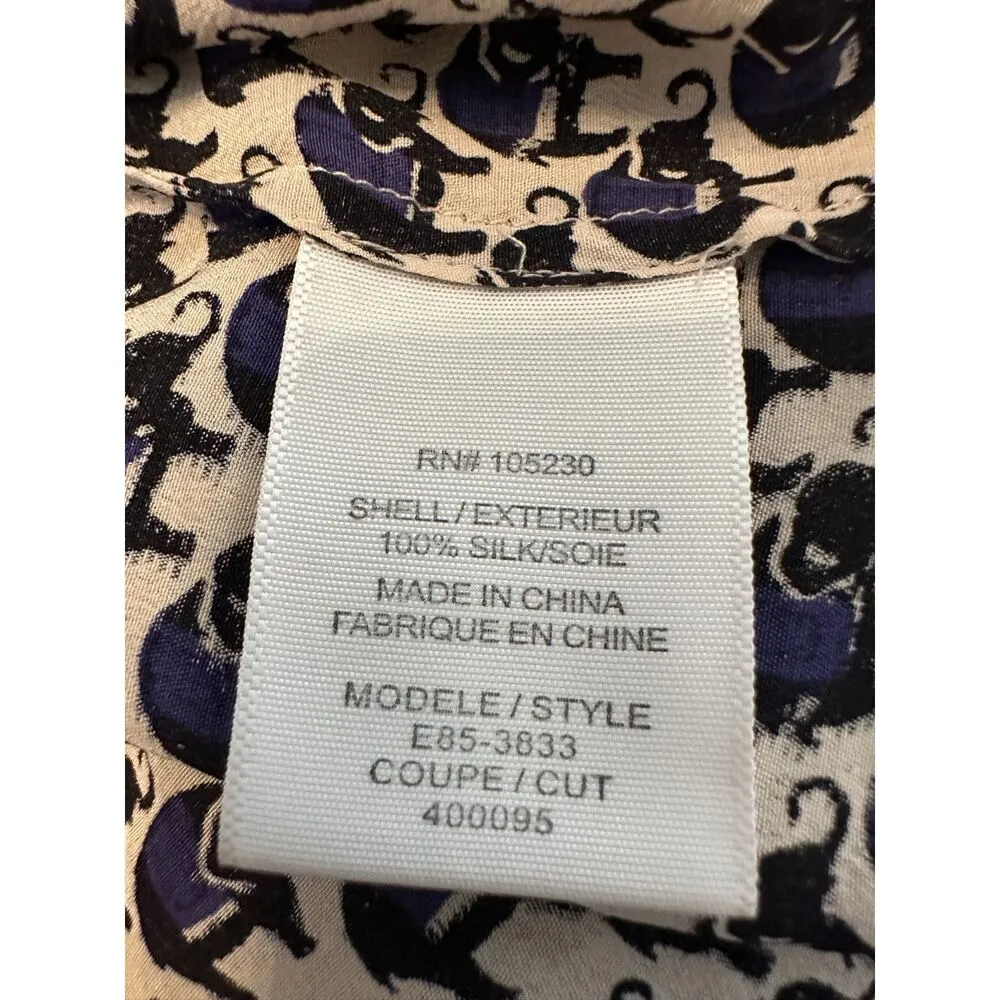 RN# 105230
SHELL / EXTERIEUR
100% SILK/SOIE
MADE IN CHINA
FABRIQUE EN CHINE
MODELE / STYLE
E85-3833
COUPE / CUT
400095